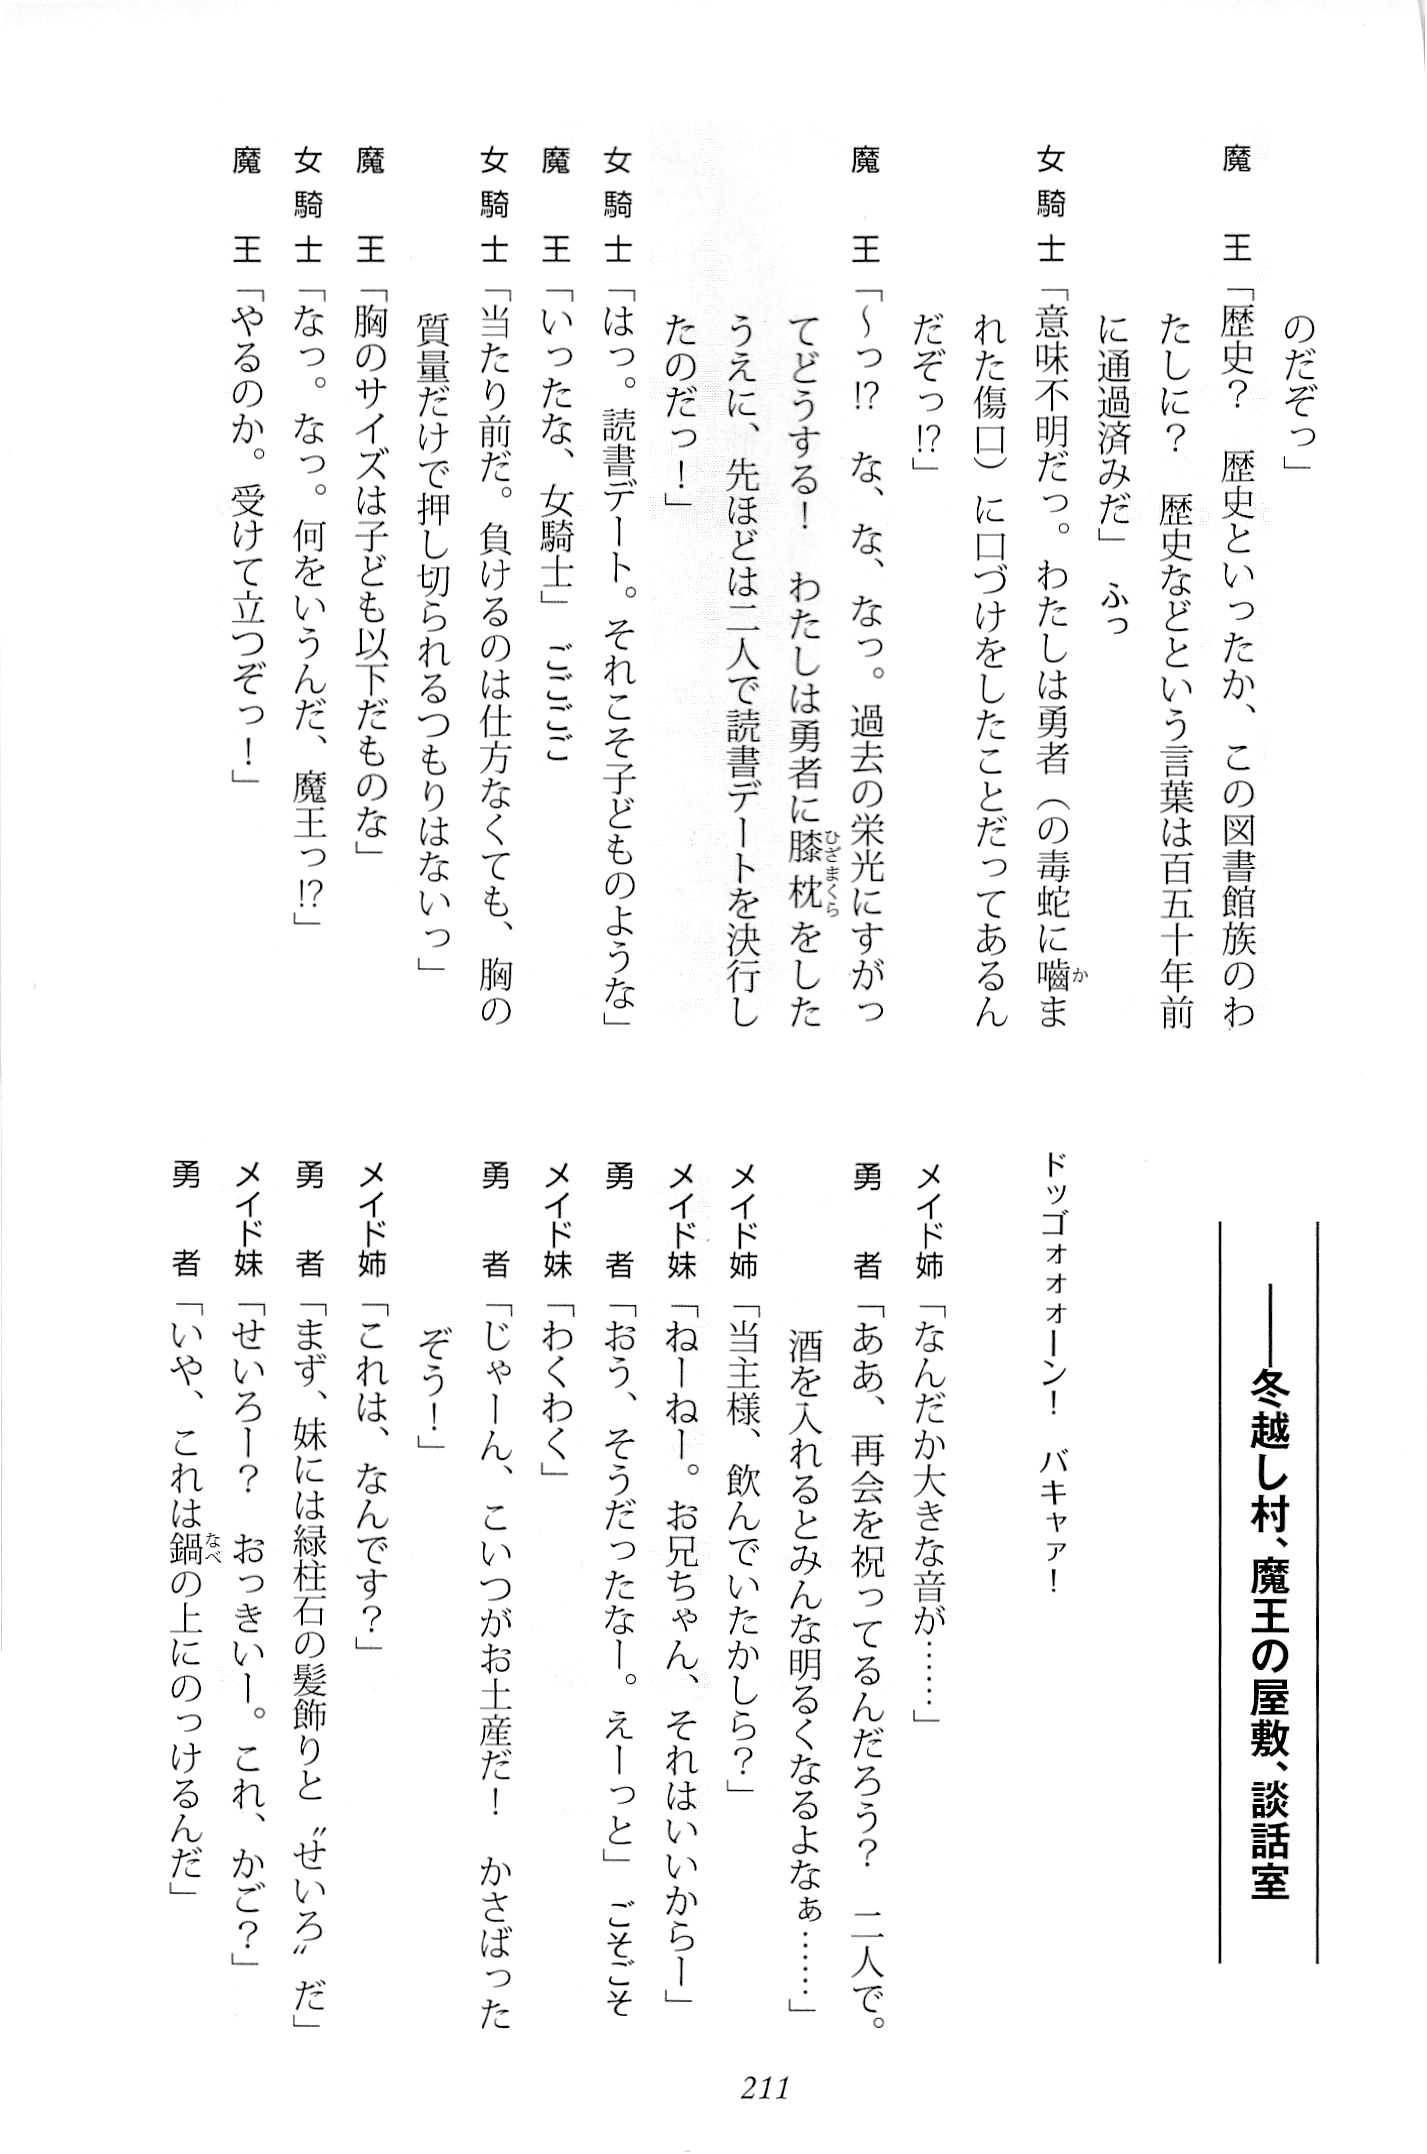 のだぞっ」
魔　王「歴史？　歴史といったか、この図書館族のわ
たしに？　歴史などという言葉は百五十年前
に通過済みだ」　ふっ
女騎士「意味不明だっ。わたしは勇者（の毒蛇に嚙ま
れた傷口）に口づけをしたことだってあるん
だぞっ!?」
魔　王「～っ!?　な、な、なっ。過去の栄光にすがっ
てどうする！　わたしは勇者に膝枕をした
うえに、先ほどは二人で読書デートを決行し
たのだっ！」
女騎士「はっ。読書デート。それこそ子どものような」
魔　王「いったな、女騎士」　ごごごご
女騎士「当たり前だ。負けるのは仕方なくても、胸の
質量だけで押し切られるつもりはないっ」
魔　王「胸のサイズは子ども以下だものな」
女騎士「なっ。なっ。何をいうんだ、魔王っ!?」
魔　王「やるのか。受けて立つぞっ！」
――冬越し村、魔王の屋敷、談話室
ドッゴォォォーン！　バキャァ！
メイド姉「なんだか大きな音が……」
勇　者「ああ、再会を祝ってるんだろう？　二人で。
酒を入れるとみんな明るくなるよなぁ……」
メイド姉「当主様、飲んでいたかしら？」
メイド妹「ねーねー。お兄ちゃん、それはいいからー」
勇　者「おう、そうだったなー。えーっと」　ごそごそ
メイド妹「わくわく」
勇　者「じゃーん、こいつがお土産だ！　かさばった
ぞう！」
メイド姉「これは、なんです？」
勇　者「まず、妹には緑柱石の髪飾りと〝せいろ〟だ」
メイド妹「せいろー？　おっきいー。これ、かご？」
勇　者「いや、これは鍋の上にのっけるんだ」
211